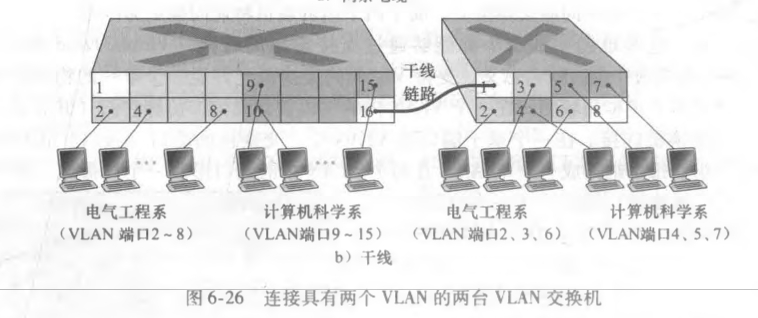 干线
链路
1 9 15 1 3 5 7
2 4 8 10 16 2 4 6 8
电气工程系 计算机科学系 电气工程系 计算机科学系
(VLAN 端口2~8) (VLAN端口9~15) (VLAN端口2、3、6) (VLAN端口4、5、7)
b)干线
图 6-26 连接具有两个 VLAN 的两台 VLAN 交换机